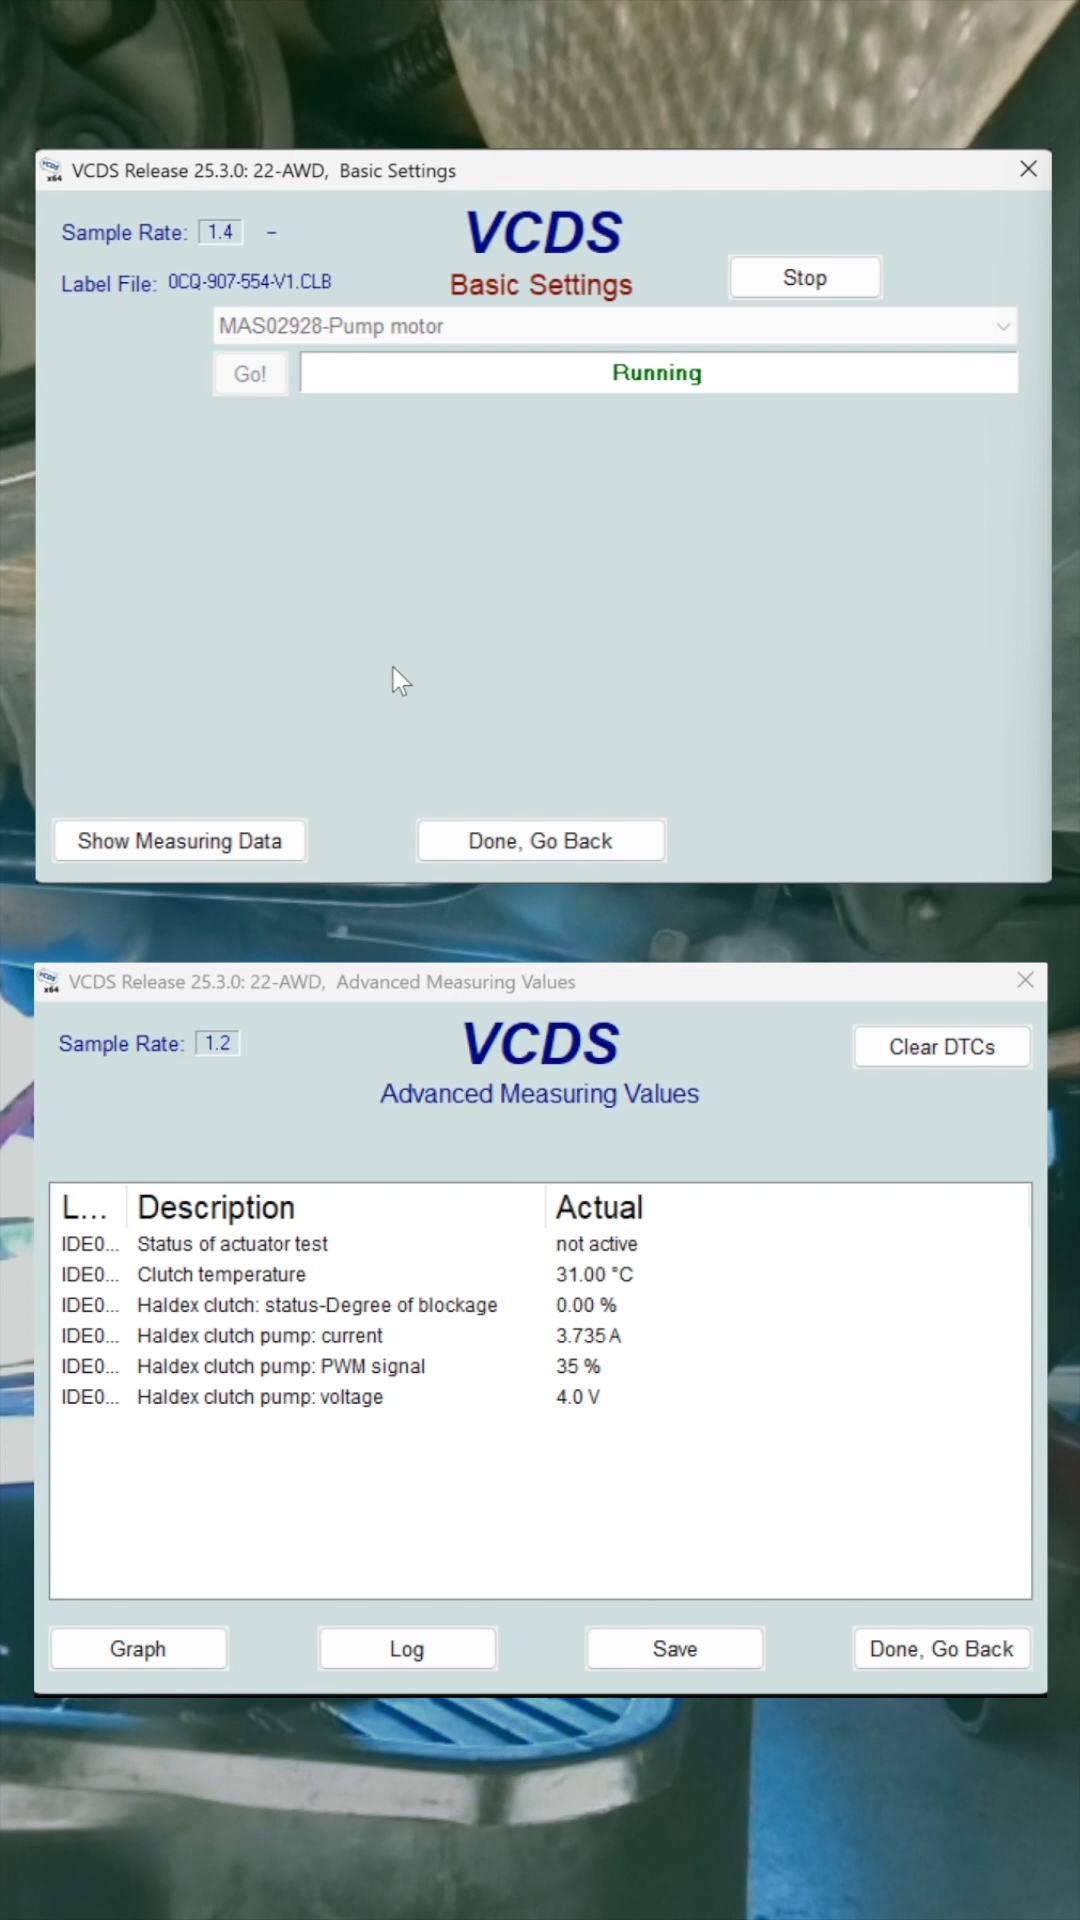 VCDS Release 25.3.0: 22-AWD, Basic Settings
Sample Rate: 1.4 -
VCDS
Label File: 0CQ-907-554-V1.CLB
Basic Settings
Stop
MAS02928-Pump motor
Go!
Running
Show Measuring Data
Done, Go Back
VCDS Release 25.3.0: 22-AWD, Advanced Measuring Values
Sample Rate: 1.2
VCDS
Clear DTCs
Advanced Measuring Values
L... Description Actual
IDE0... Status of actuator test not active
IDE0... Clutch temperature 31.00 °C
IDE0... Haldex clutch: status-Degree of blockage 0.00 %
IDE0... Haldex clutch pump: current 3.735 A
IDE0... Haldex clutch pump: PWM signal 35 %
IDE0... Haldex clutch pump: voltage 4.0 V
Graph
Log
Save
Done, Go Back